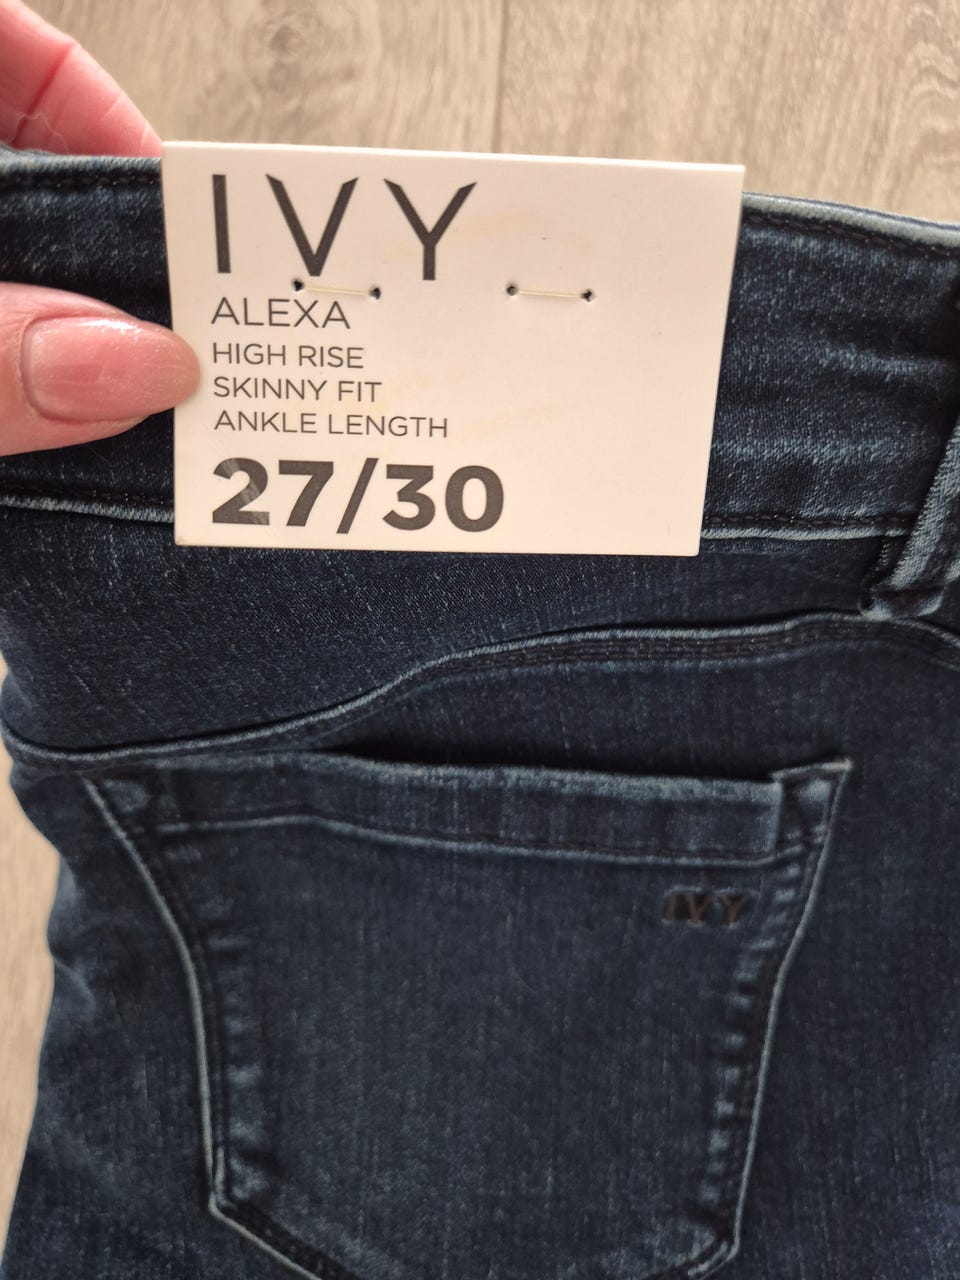 IVY
ALEXA
HIGH RISE
SKINNY FIT
ANKLE LENGTH
27/30
IVY